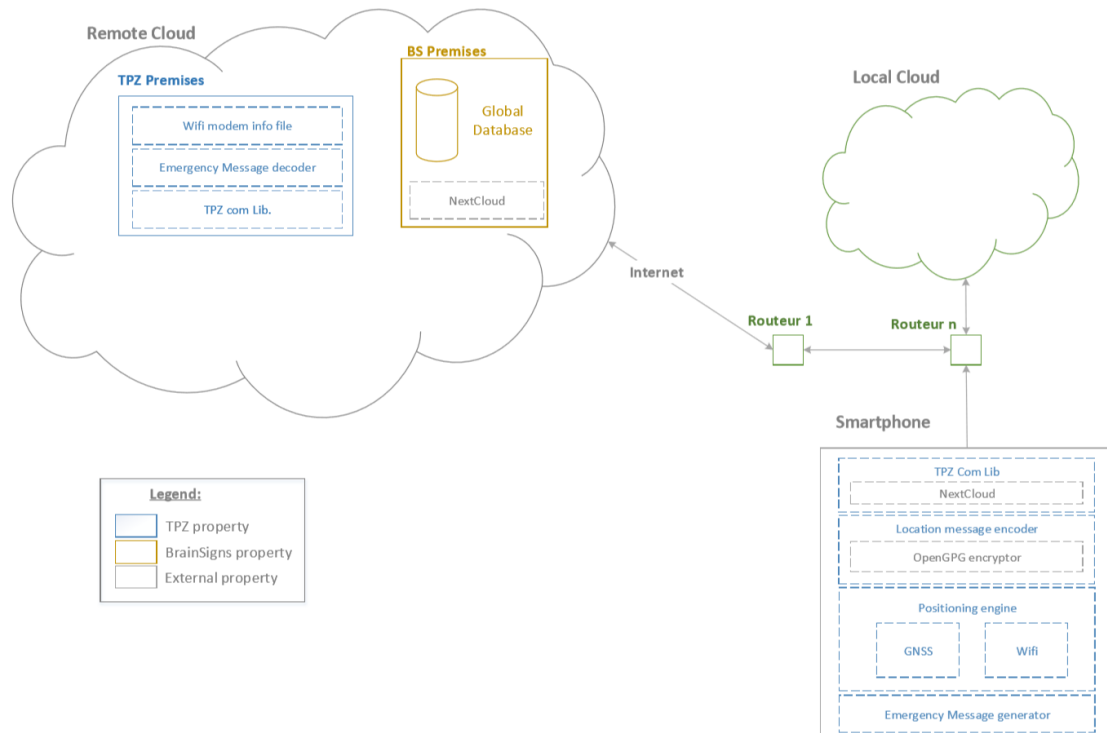 Remote Cloud
TPZ Premises
Wifi modem info file
Emergency Message decoder
TPZ com Lib.
BS Premises
Global
Database
NextCloud
Local Cloud
Internet
Routeur 1
Routeur n
Smartphone
TPZ Com Lib
NextCloud
Location message encoder
OpenGPG encryptor
Positioning engine
GNSS
Wifi
Emergency Message generator
Legend:
TPZ property
BrainSigns property
External property